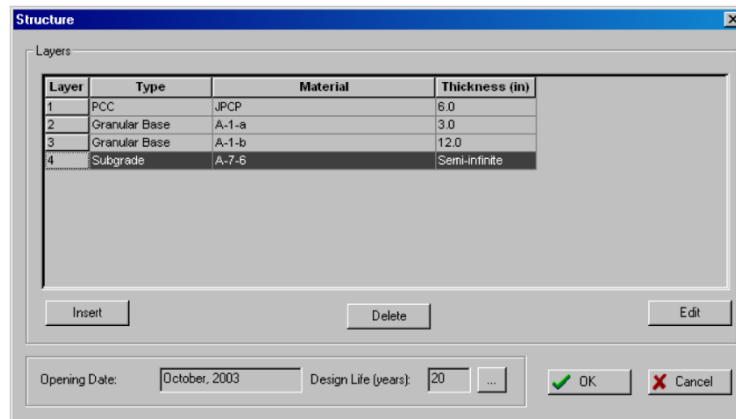 Structure
Layers
Layer Type Material Thickness (in)
1 PCC JPCP 6.0
2 Granular Base A-1-a 3.0
3 Granular Base A-1-b 12.0
4 Subgrade A-7-6 Semi-infinite
Insert Delete Edit
Opening Date: October, 2003 Design Life (years): 20 ... OK Cancel